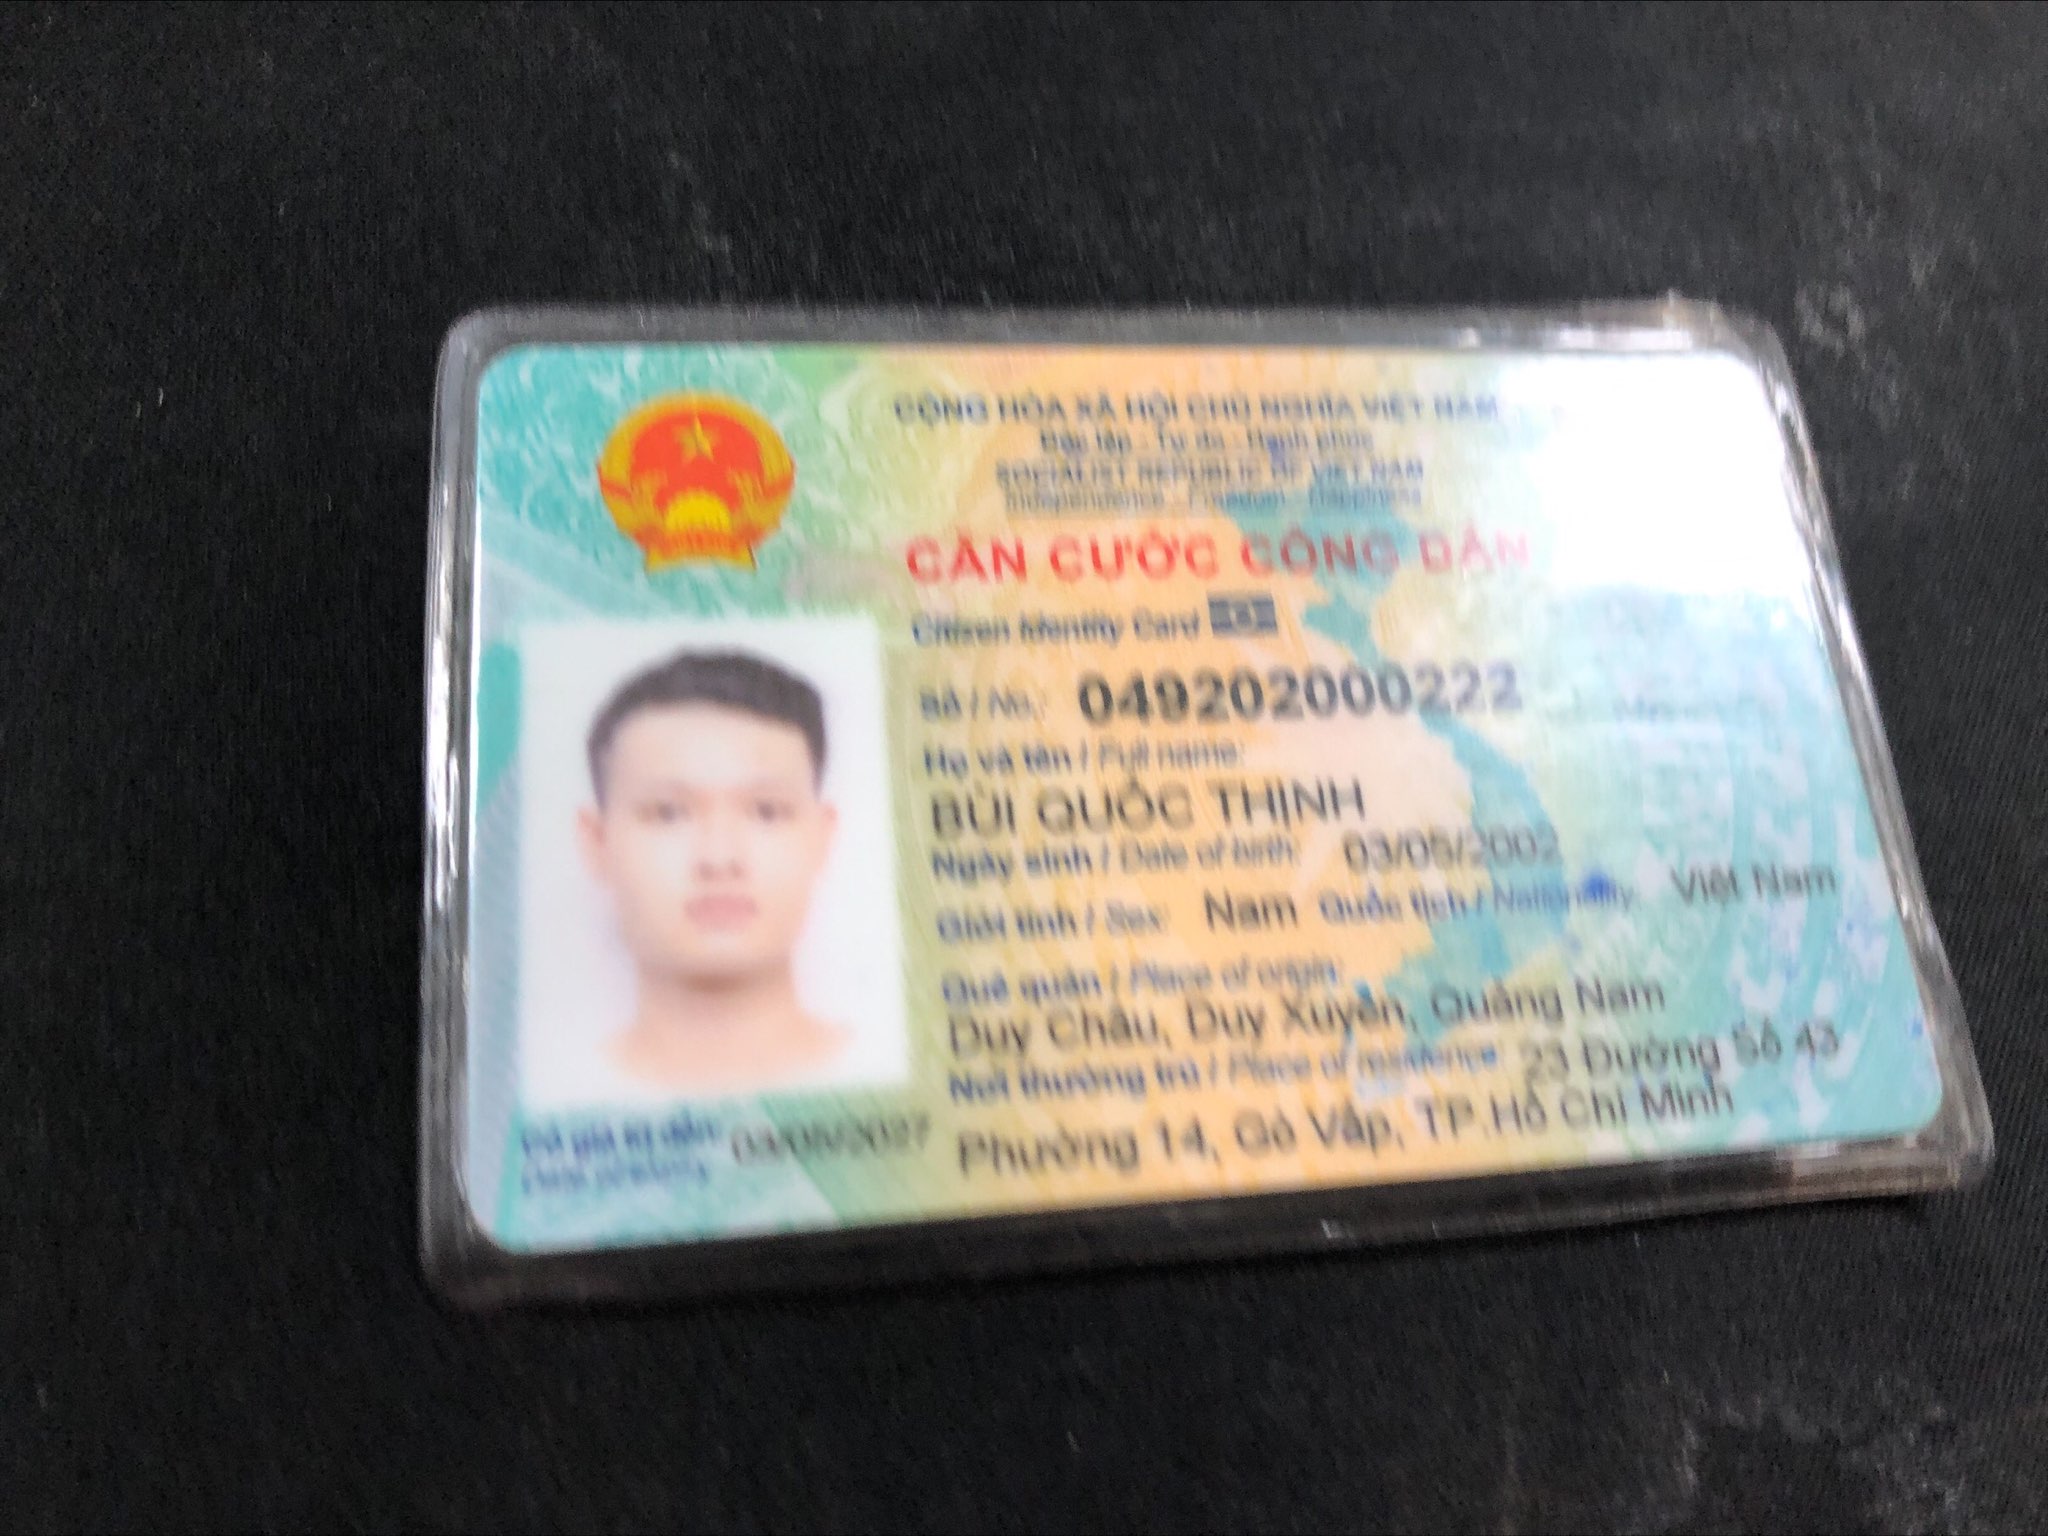 CỘNG HÒA XÃ HỘI CHỦ NGHĨA VIỆT NAM
Độc lập - Tự do - Hạnh phúc
SOCIALIST REPUBLIC OF VIET NAM
Independence - Freedom - Happiness
CĂN CƯỚC CÔNG DÂN
Citizen Identity Card
Số / No.: 049202000222
Họ và tên / Full name:
BÙI QUỐC THỊNH
Ngày sinh / Date of birth: 03/05/2002
Giới tính / Sex: Nam Quốc tịch / Nationality: Việt Nam
Quê quán / Place of origin:
Duy Châu, Duy Xuyên, Quảng Nam
Nơi thường trú / Place of residence: 23 Đường Số 43
Phường 14, Gò Vấp, TP.Hồ Chí Minh
Có giá trị đến: 03/05/2027
Date of expiry